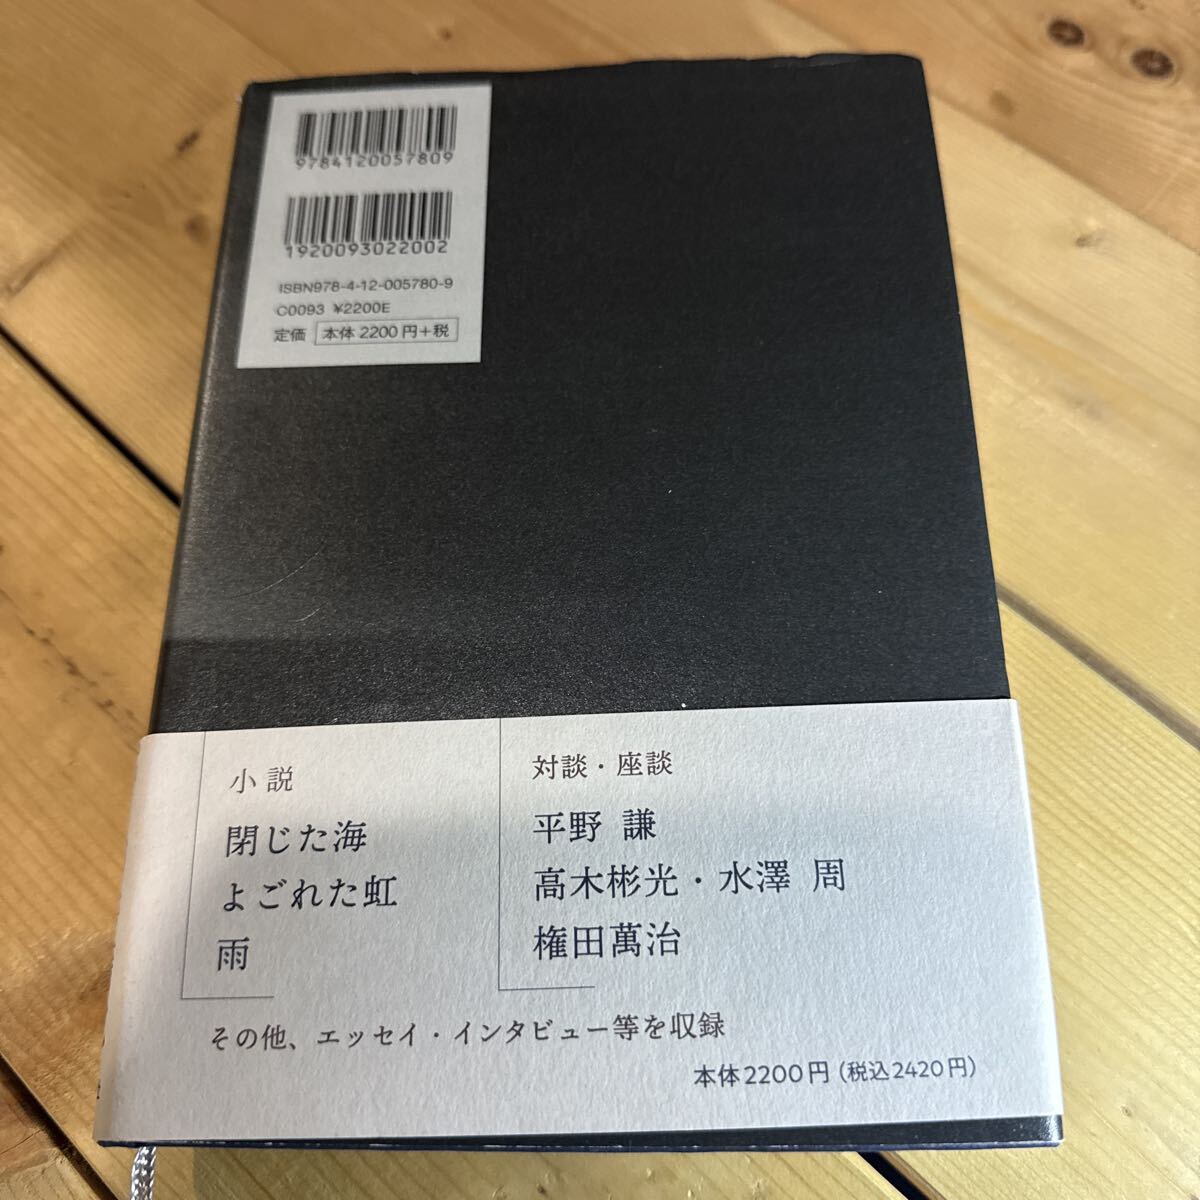 9784120057809
1920093022002
ISBN978-4-12-005780-9
C0093 ¥2200E
定価 本体 2200 円+税
小説
閉じた海
よごれた虹
雨
対談・座談
平野 謙
高木彬光・水澤 周
権田萬治
その他、エッセイ・インタビュー等を収録
本体2200円(税込2420円)